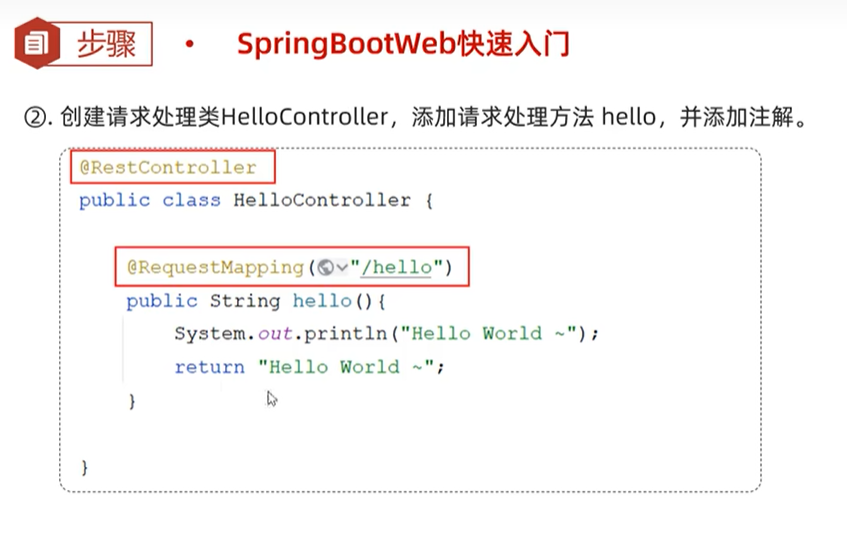 步骤 • SpringBootWeb快速入门
②. 创建请求处理类HelloController，添加请求处理方法 hello，并添加注解。
@RestController
public class HelloController {
@RequestMapping("/hello")
public String hello(){
System.out.println("Hello World ~");
return "Hello World ~";
}
}